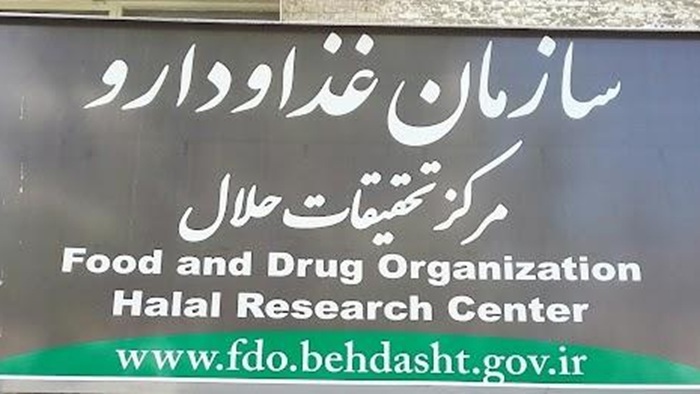 سازمان غذا و دارو
مرکز تحقیقات حلال
Food and Drug Organization
Halal Research Center
www.fdo.behdasht.gov.ir